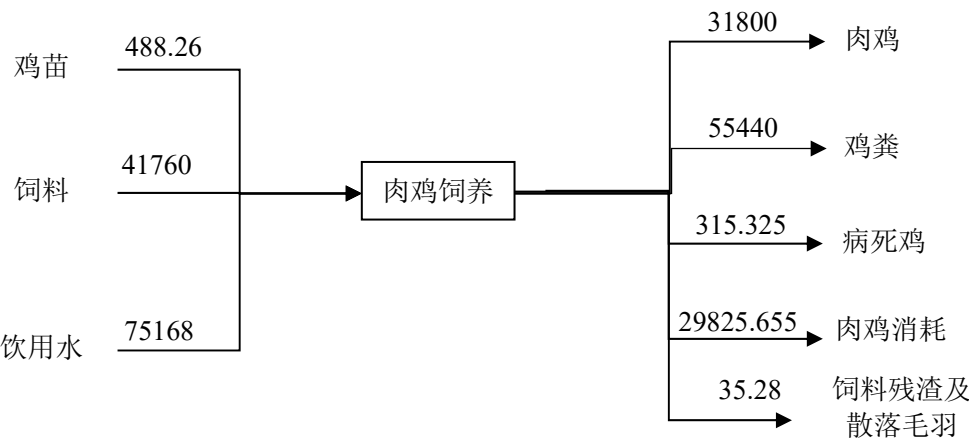 488.26
鸡苗
41760
饲料
75168
饮用水
肉鸡饲养
31800
肉鸡
55440
鸡粪
315.325
病死鸡
29825.655
肉鸡消耗
35.28
饲料残渣及
散落毛羽